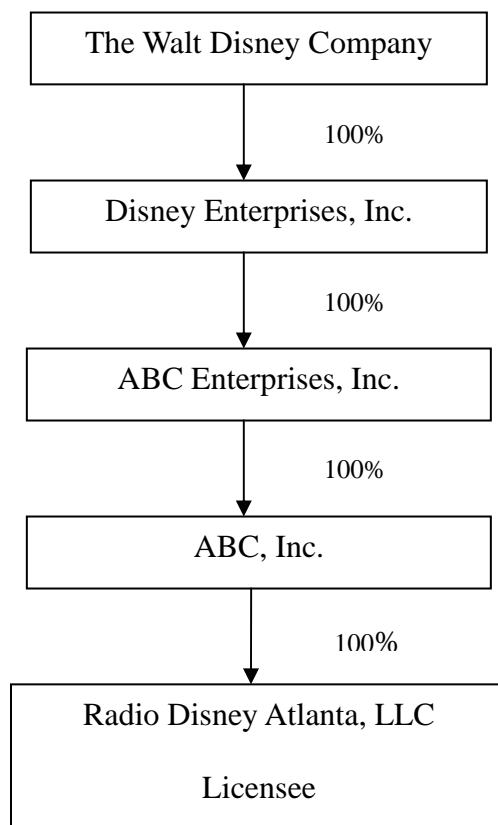 The Walt Disney Company
100%
Disney Enterprises, Inc.
100%
ABC Enterprises, Inc.
100%
ABC, Inc.
100%
Radio Disney Atlanta, LLC
Licensee